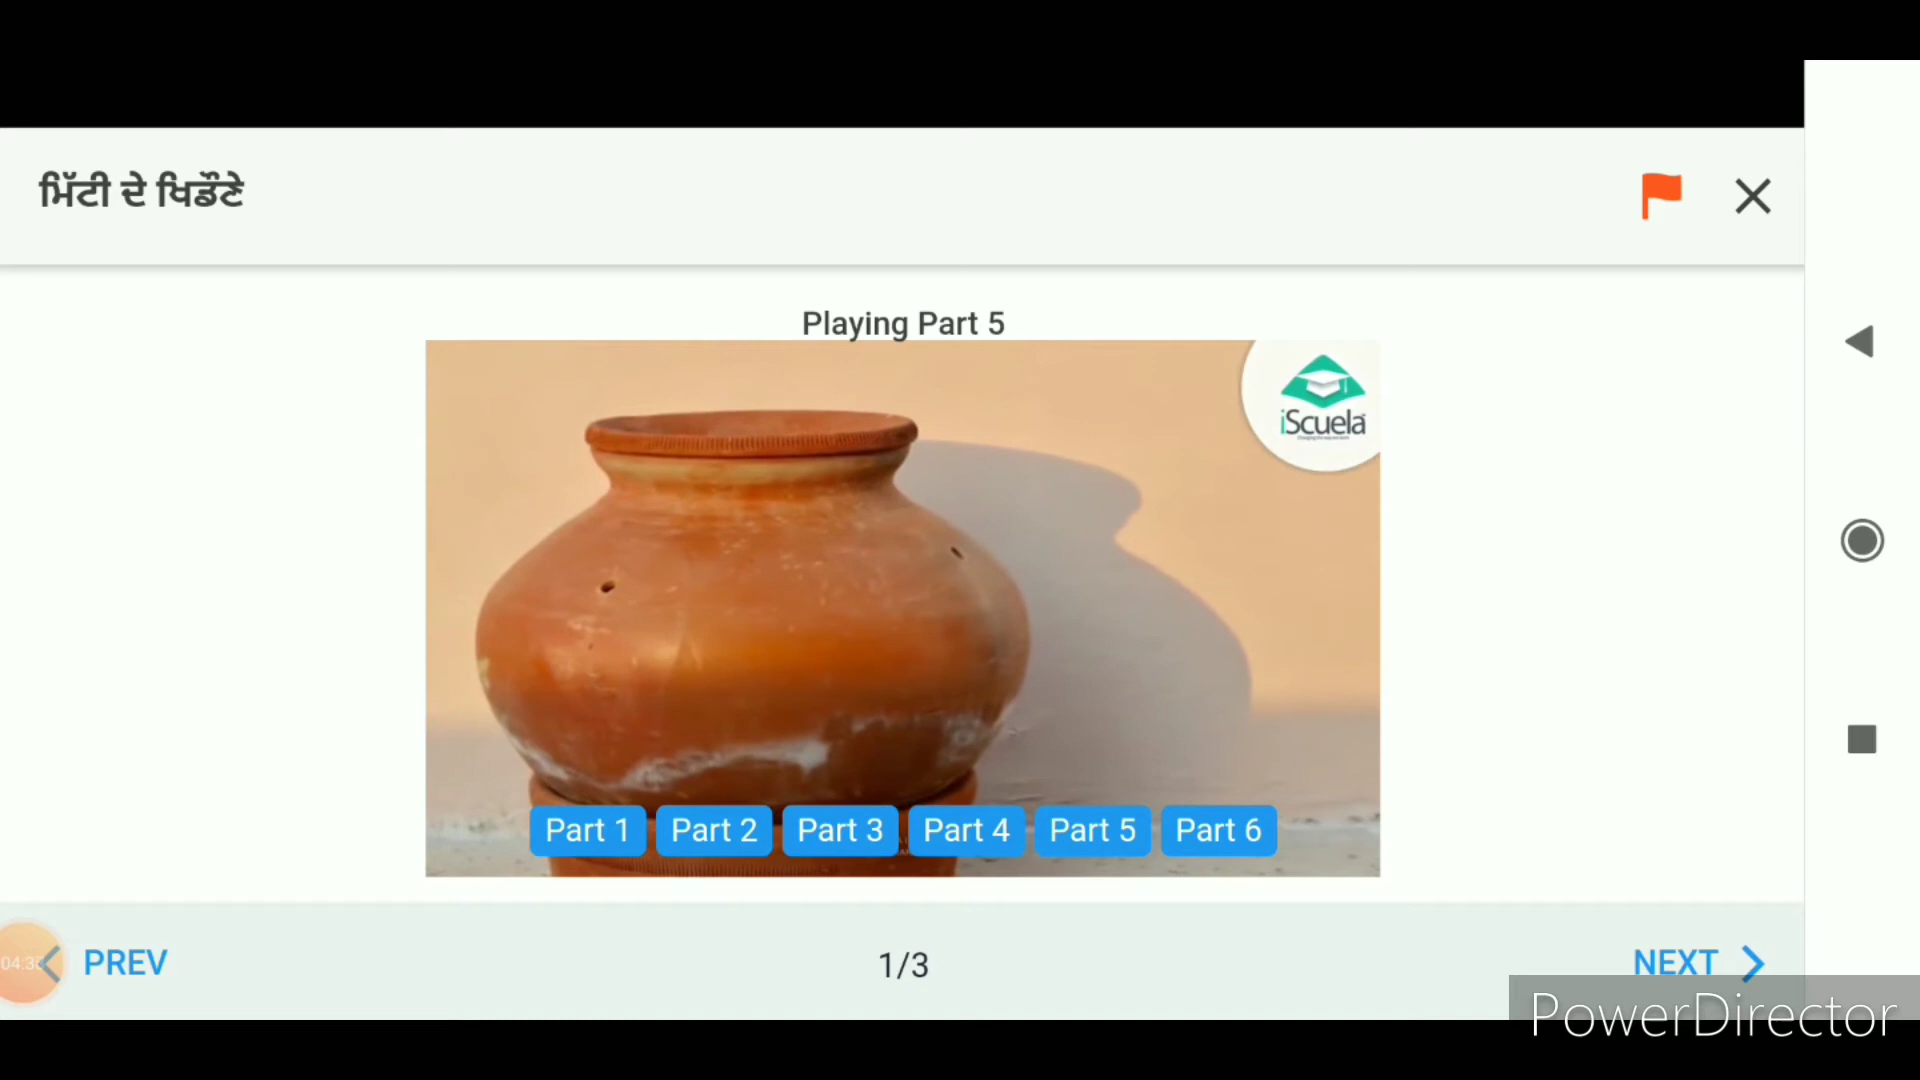 ਮਿੱਟੀ ਦੇ ਖਿਡੌਣੇ
Playing Part 5
iScuela
Part 1 Part 2 Part 3 Part 4 Part 5 Part 6
PREV 1/3 NEXT
PowerDirector